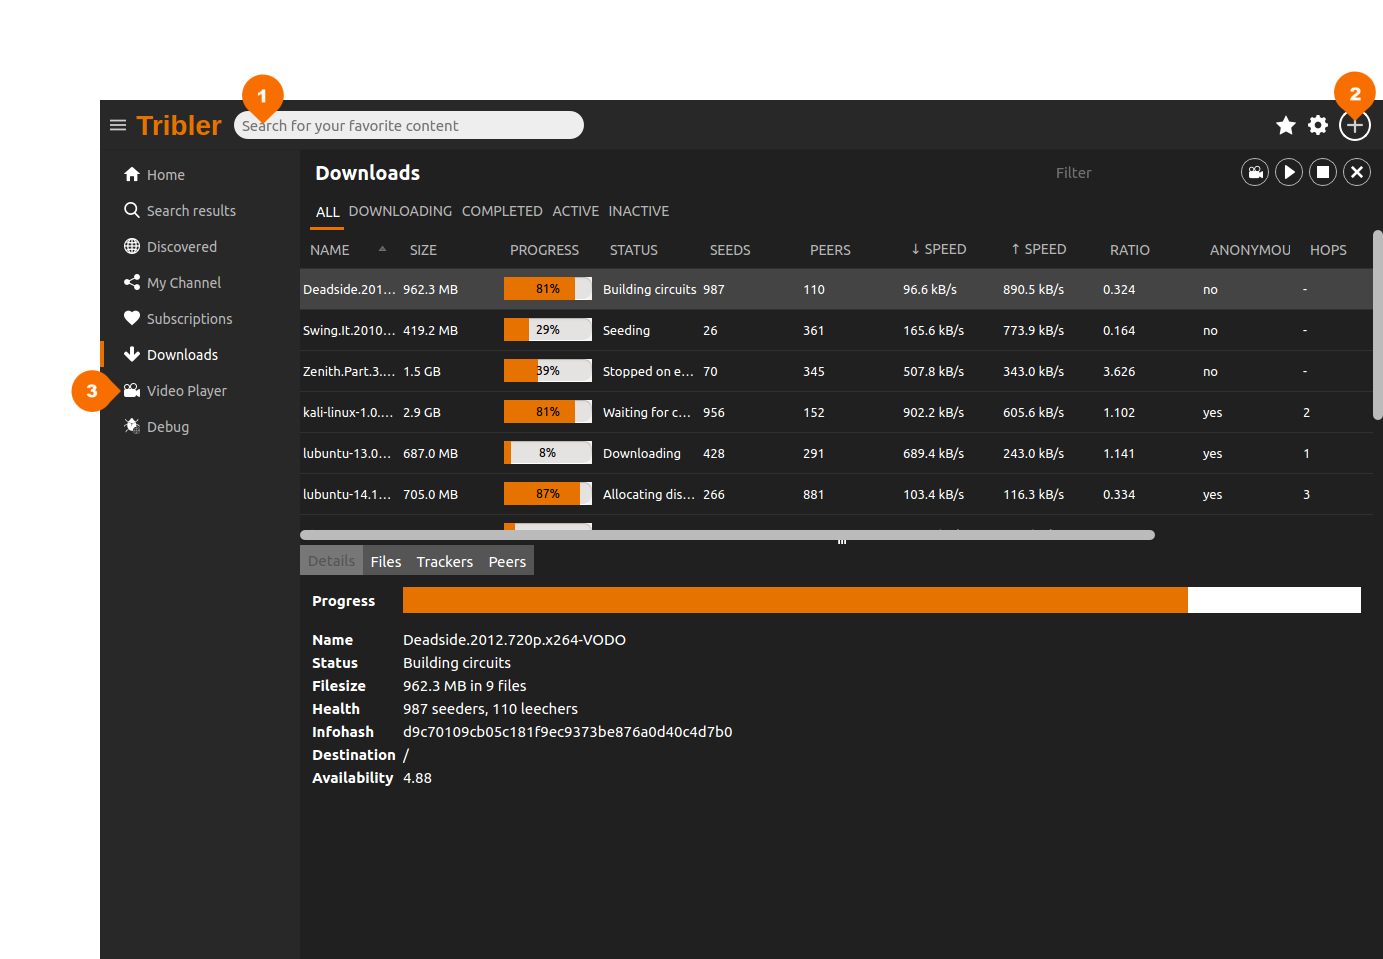 1
2
Tribler
Search for your favorite content
Home
Search results
Discovered
My Channel
Subscriptions
Downloads
3
Video Player
Debug
Downloads
Filter
ALL DOWNLOADING COMPLETED ACTIVE INACTIVE
NAME SIZE PROGRESS STATUS SEEDS PEERS ↓ SPEED ↑ SPEED RATIO ANONYMOU HOPS
Deadside.201... 962.3 MB 81% Building circuits 987 110 96.6 kB/s 890.5 kB/s 0.324 no -
Swing.It.2010... 419.2 MB 29% Seeding 26 361 165.6 kB/s 773.9 kB/s 0.164 no -
Zenith.Part.3.... 1.5 GB 39% Stopped on e... 70 345 507.8 kB/s 343.0 kB/s 3.626 no -
kali-linux-1.0.... 2.9 GB 81% Waiting for c... 956 152 902.2 kB/s 605.6 kB/s 1.102 yes 2
lubuntu-13.0... 687.0 MB 8% Downloading 428 291 689.4 kB/s 243.0 kB/s 1.141 yes 1
lubuntu-14.1... 705.0 MB 87% Allocating dis... 266 881 103.4 kB/s 116.3 kB/s 0.334 yes 3
Details Files Trackers Peers
Progress
Name Deadside.2012.720p.x264-VODO
Status Building circuits
Filesize 962.3 MB in 9 files
Health 987 seeders, 110 leechers
Infohash d9c70109cb05c181f9ec9373be876a0d40c4d7b0
Destination /
Availability 4.88